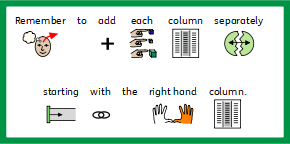 Remember to add each column separately
starting with the right hand column.